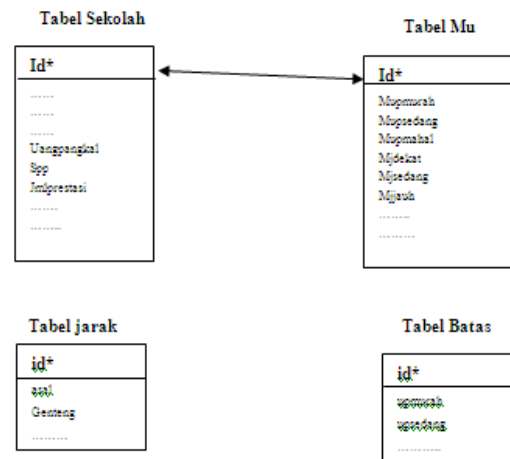 Tabel Sekolah
Id*
......
......
......
Uangpangkal
Spp
Jmlprestasi
.......
........
Tabel Mu
Id*
Mupmurah
Mupsedang
Mupmahal
Mjdekat
Mjsedang
Mjjauh
........
.........
Tabel jarak
id*
asal
Genteng
.........
Tabel Batas
id*
upmurah
upsedang
...........